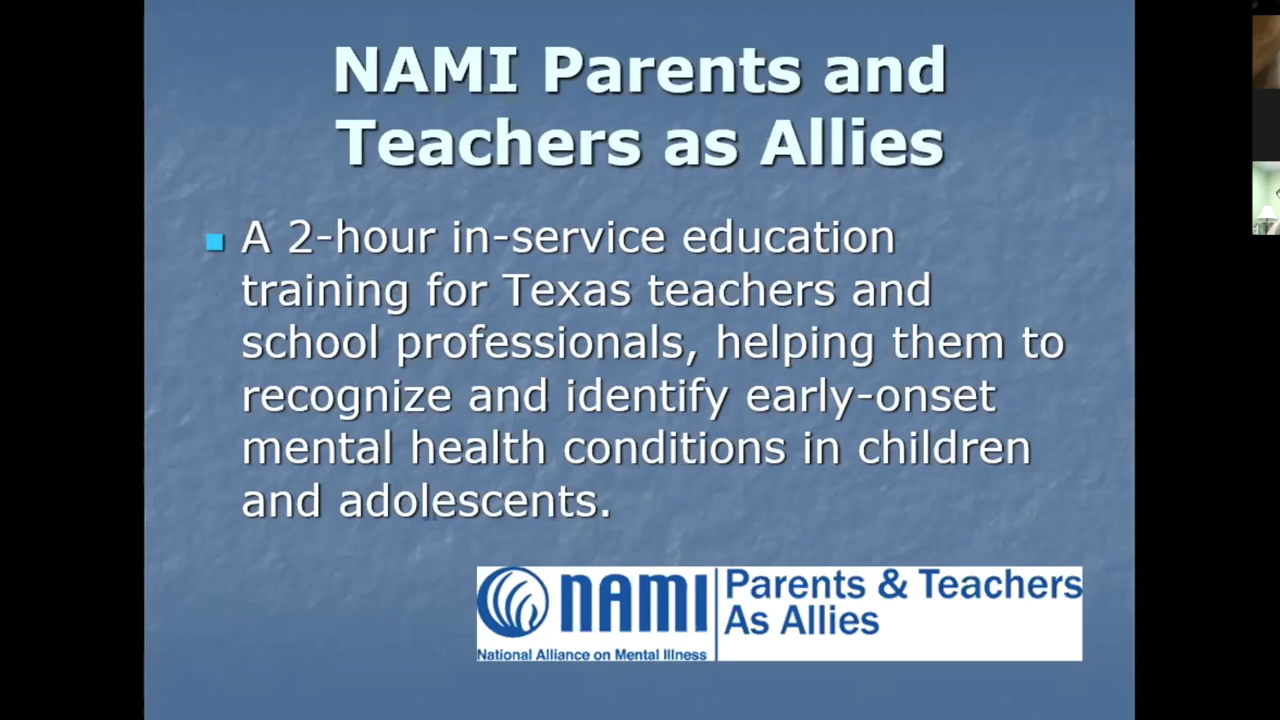 NAMI Parents and
Teachers as Allies
A 2-hour in-service education
training for Texas teachers and
school professionals, helping them to
recognize and identify early-onset
mental health conditions in children
and adolescents.
NAMI
National Alliance on Mental Illness
Parents & Teachers
As Allies